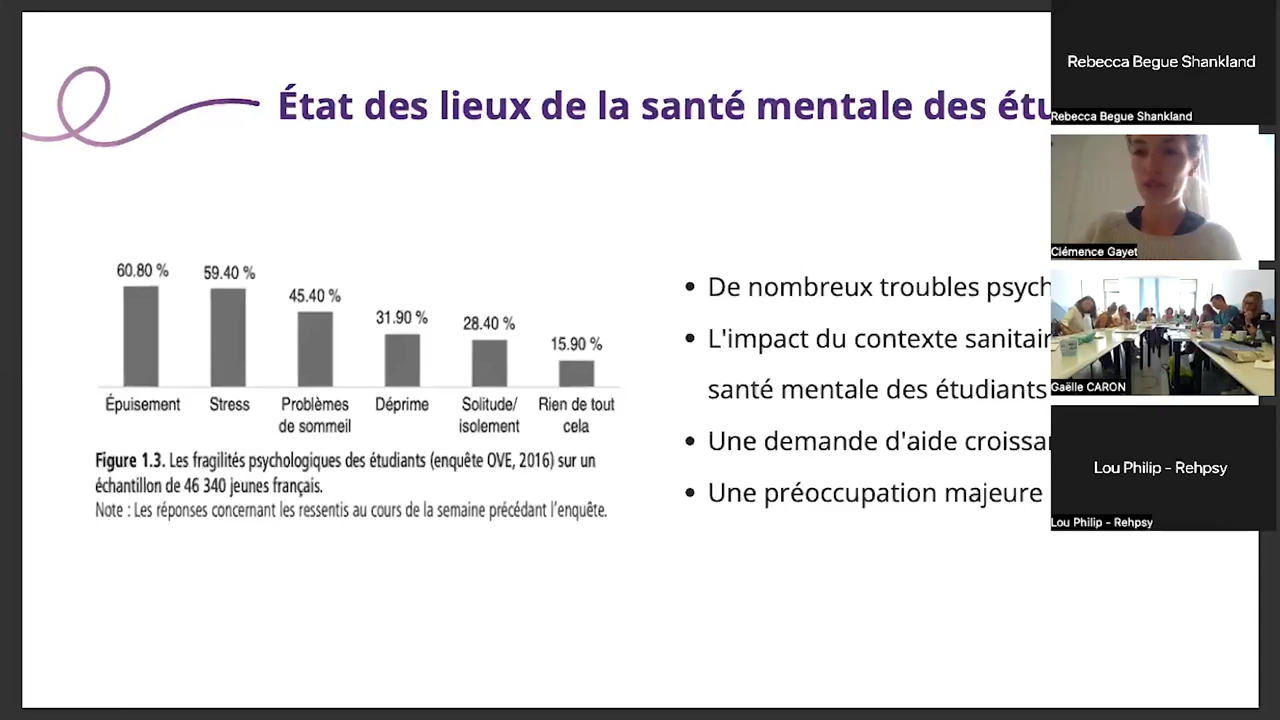 État des lieux de la santé mentale des étu
60.80 %
59.40 %
45.40 %
31.90 %
28.40 %
15.90 %
Épuisement
Stress
Problèmes
de sommeil
Déprime
Solitude/
isolement
Rien de tout
cela
Figure 1.3. Les fragilités psychologiques des étudiants (enquête OVE, 2016) sur un
échantillon de 46 340 jeunes français.
Note : Les réponses concernant les ressentis au cours de la semaine précédant l'enquête.
• De nombreux troubles psych
• L'impact du contexte sanitair
santé mentale des étudiants
• Une demande d'aide croissan
• Une préoccupation majeure
Rebecca Begue Shankland
Rebecca Begue Shankland
Clémence Gayet
Gaëlle CARON
Lou Philip - Rehpsy
Lou Philip - Rehpsy